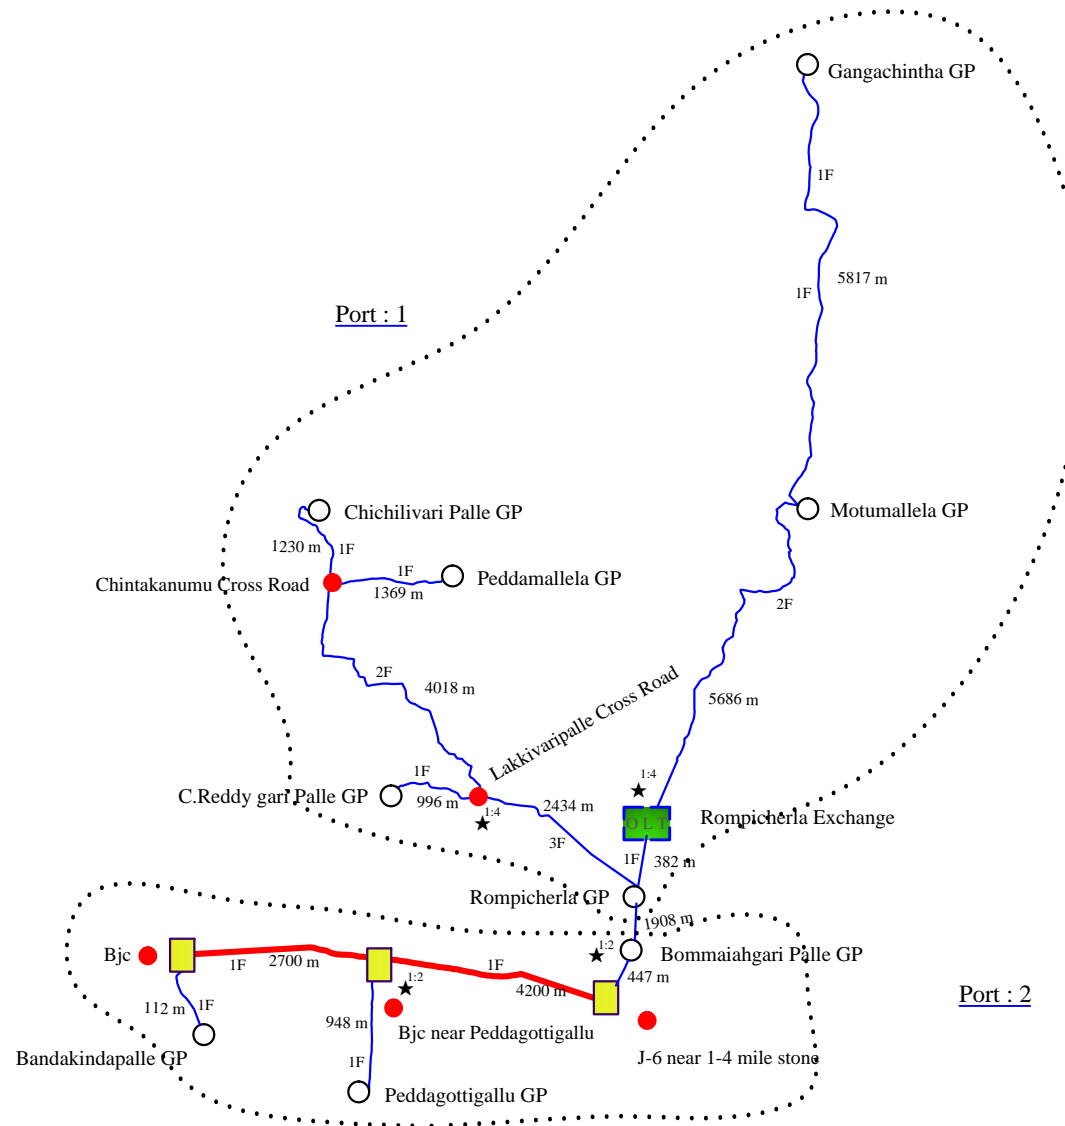 Gangachintha GP
1F
5817 m
1F
Port : 1
Chichilivari Palle GP
Motumallela GP
1230 m
1F
1F
Peddamallela GP
Chintakanumu Cross Road
1369 m
2F
2F
4018 m
Lakkivaripalle Cross Road
5686 m
1F
1:4
C.Reddy gari Palle GP
996 m
1:4
2434 m
OLT
Rompicherla Exchange
3F
1F
382 m
Rompicherla GP
1908 m
1:2
Bommaiahgari Palle GP
Bjc
1F
2700 m
1F
1:2
4200 m
447 m
Port : 2
112 m
1F
948 m
Bjc near Peddagottigallu
Bandakindapalle GP
1F
J-6 near 1-4 mile stone
Peddagottigallu GP